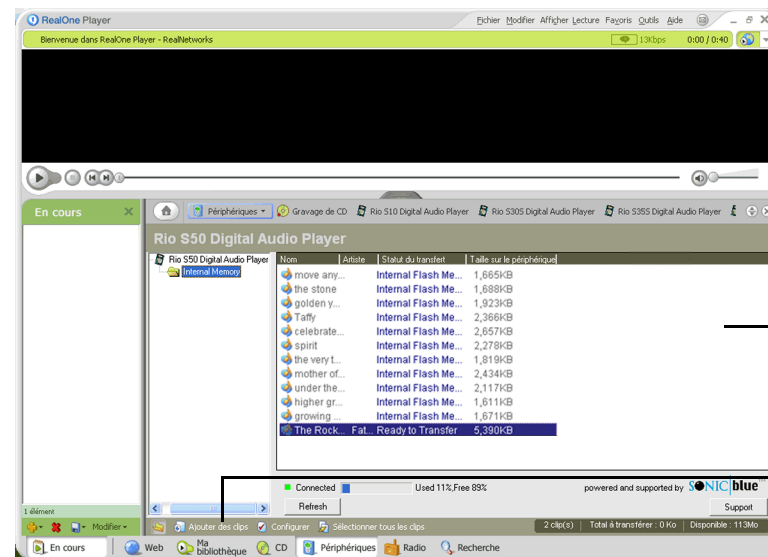 RealOne Player Fichier Modifier Afficher Lecture Favoris Outils Aide
Bienvenue dans RealOne Player - RealNetworks 13Kbps 0:00 / 0:40
En cours Périphériques Gravage de CD Rio S10 Digital Audio Player Rio S30S Digital Audio Player Rio S35S Digital Audio Player
Rio S50 Digital Audio Player
Rio S50 Digital Audio Player Nom Artiste Statut du transfert Taille sur le périphérique
Internal Memory
move any... Internal Flash Me... 1,665KB
the stone Internal Flash Me... 1,688KB
golden y... Internal Flash Me... 1,923KB
Taffy Internal Flash Me... 2,366KB
celebrate... Internal Flash Me... 2,657KB
spirit Internal Flash Me... 2,278KB
the very t... Internal Flash Me... 1,819KB
mother of... Internal Flash Me... 2,434KB
under the... Internal Flash Me... 2,117KB
higher gr... Internal Flash Me... 1,611KB
growing ... Internal Flash Me... 1,671KB
The Rock... Fat... Ready to Transfer 5,390KB
Connected Used 11%,Free 89% powered and supported by SONICblue™
1 élément Refresh Support
Modifier Ajouter des clips Configurer Sélectionner tous les clips 2 clip(s) Total à transférer : 0 Ko Disponible : 113Mo
En cours Web Ma bibliothèque CD Périphériques Radio Recherche